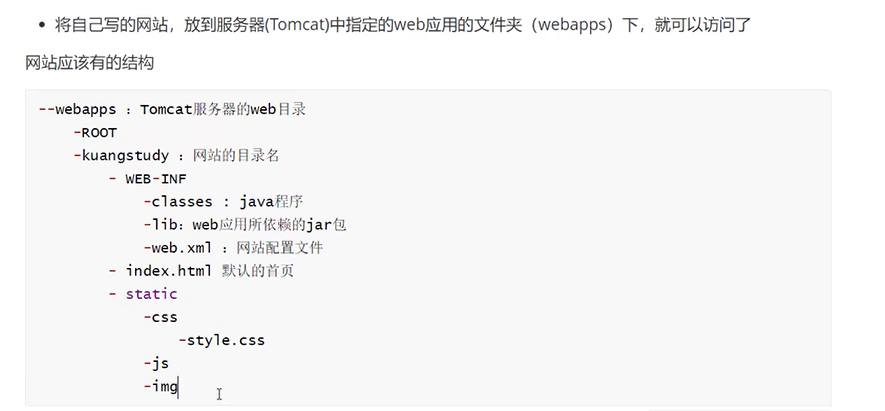 • 将自己写的网站，放到服务器(Tomcat)中指定的web应用的文件夹（webapps）下，就可以访问了
网站应该有的结构
--webapps ：Tomcat服务器的web目录
    -ROOT
    -kuangstudy ：网站的目录名
        - WEB-INF
            -classes : java程序
            -lib：web应用所依赖的jar包
            -web.xml ：网站配置文件
        - index.html 默认的首页
        - static
            -css
                -style.css
            -js
            -img